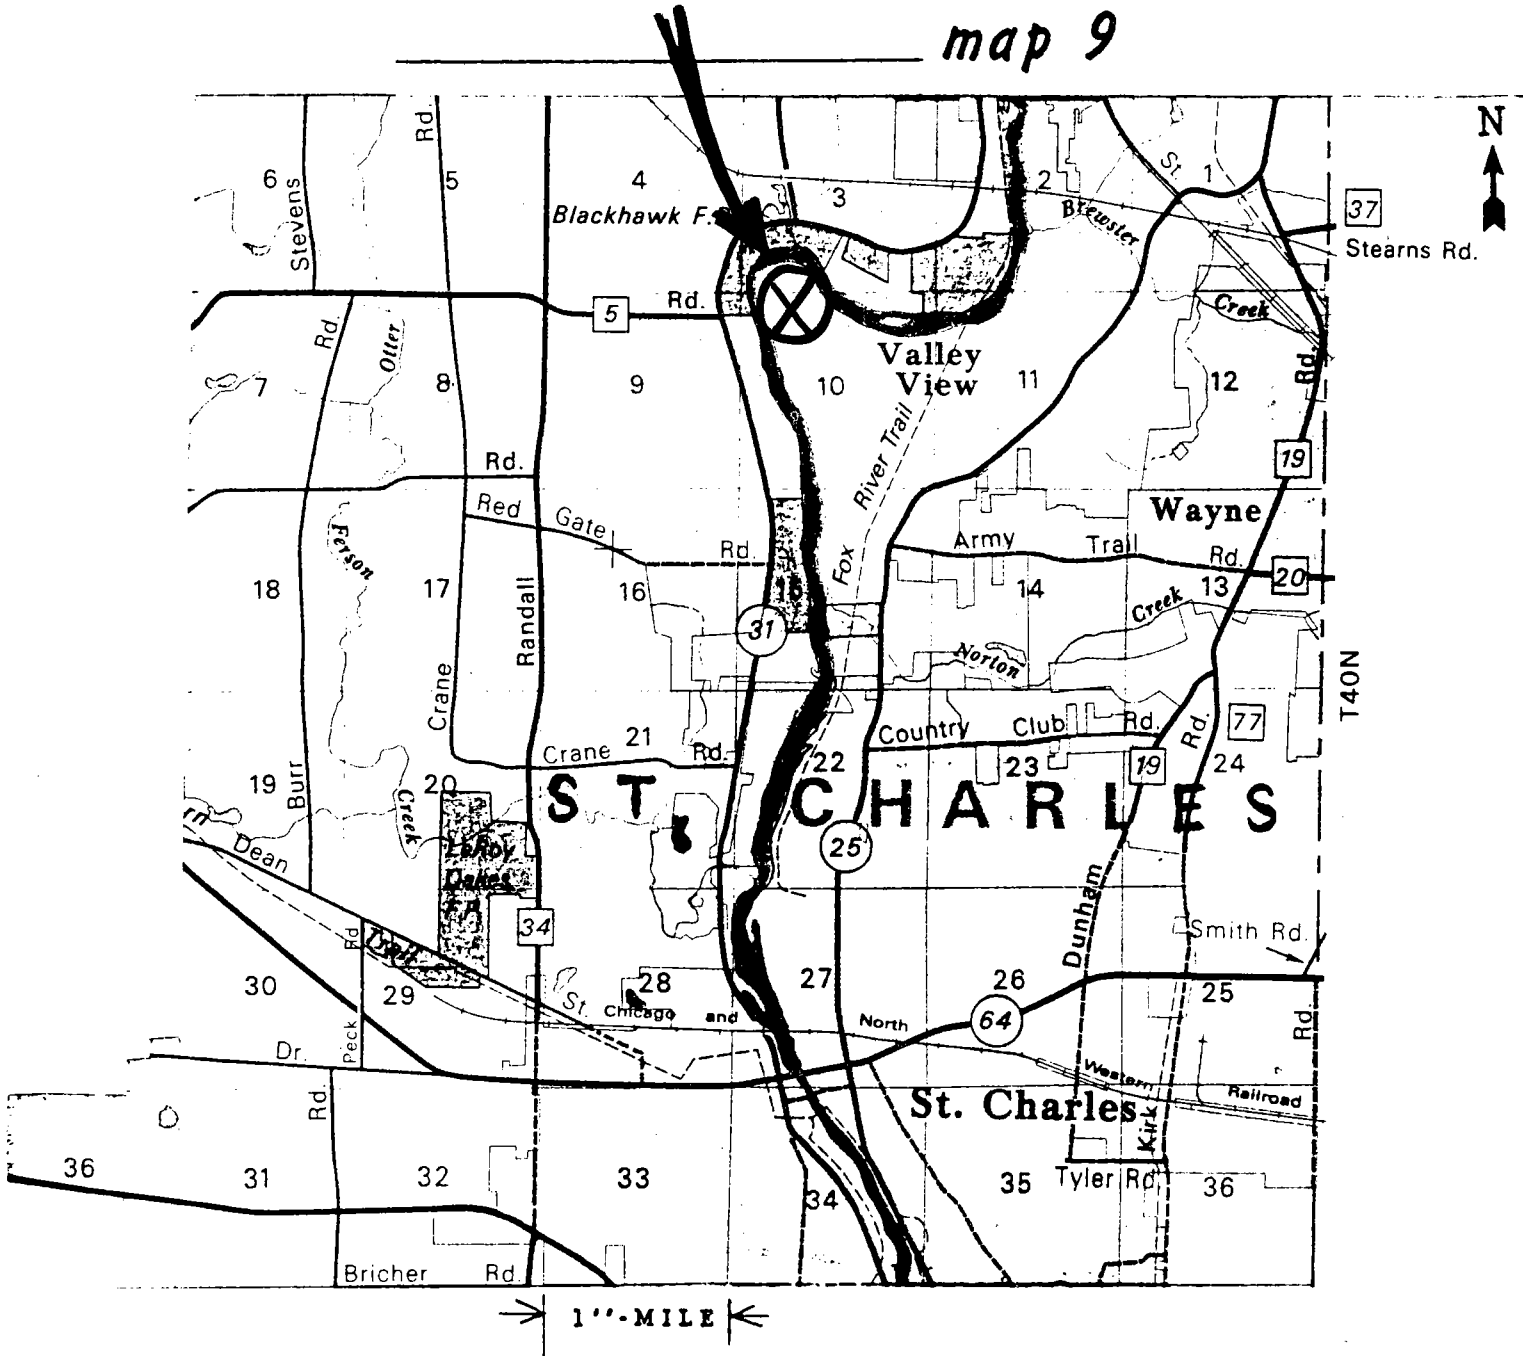 map 9
N
Rd.
6
5
4
3
2
St.
1
Stevens
Blackhawk F.
Brewster
37
Stearns Rd.
5
Rd.
Creek
Rd.
Otter
Valley
View
Rd.
7
8
9
10
11
12
River Trail
19
Rd.
Red Gate Rd.
Wayne
Ferson
Fox
Army Trail Rd.
20
18
17
Randall
16
15
14
13
Creek
31
Norton
T40N
Crane
Country Club Rd.
Rd.
77
21
Crane Rd.
22
23
19
24
19
Burr
20
Creek
ST. CHARLES
rn
Dean
LeRoy
Oakes
F.P.
25
Dunham
34
Rd
Trail
Smith Rd.
30
29
28
27
26
25
St.
Chicago and North
64
Rd.
Peck
Dr.
Western
Railroad
Rd
St. Charles
Kirk
36
31
32
33
34
35
Tyler Rd
36
Bricher Rd.
1''-MILE